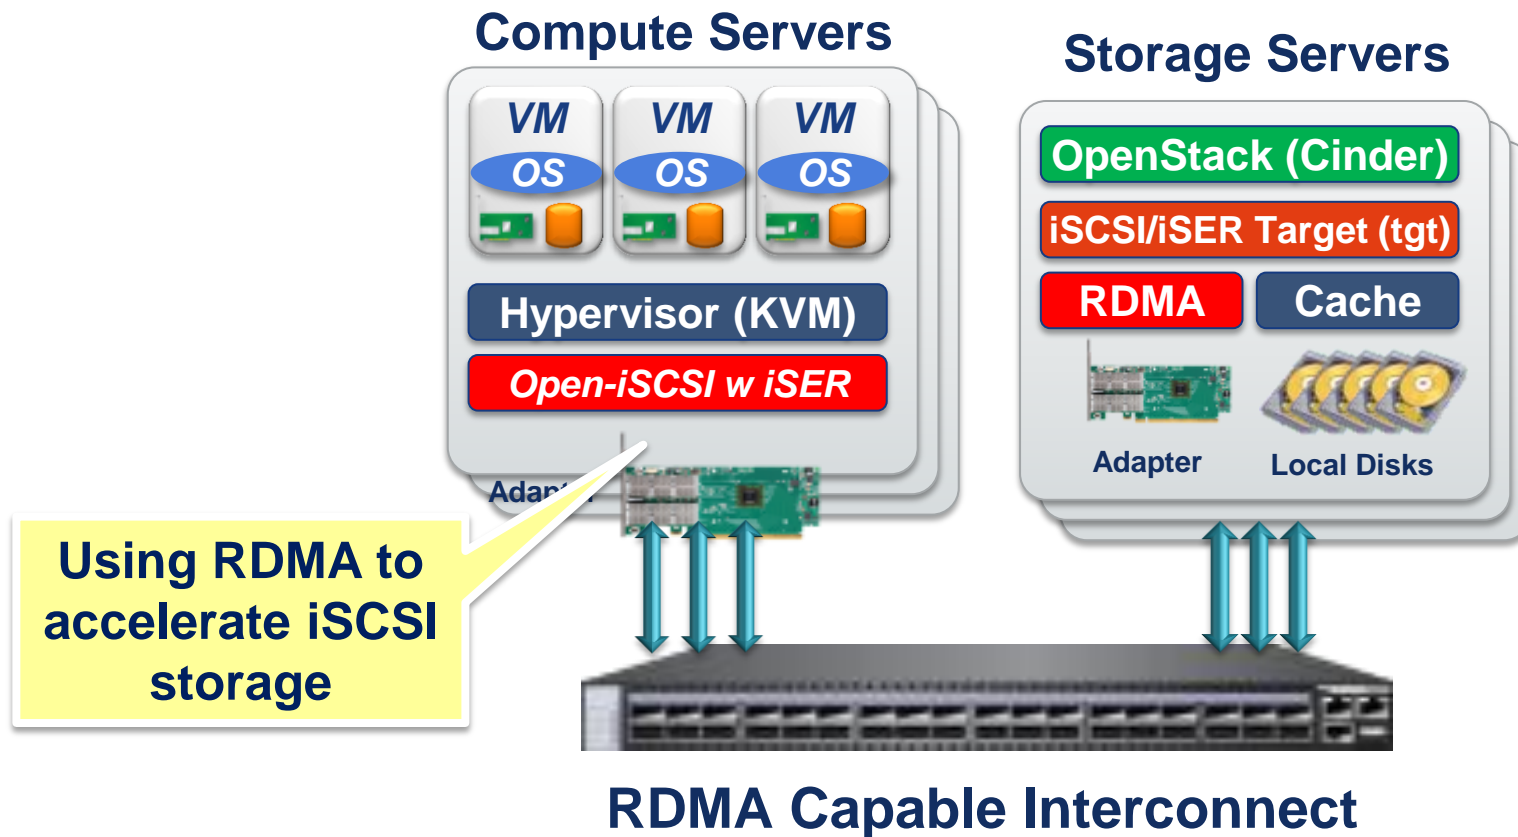 Compute Servers
VM VM VM
OS OS OS
Hypervisor (KVM)
Open-iSCSI w iSER
Adapter
Using RDMA to
accelerate iSCSI
storage
Storage Servers
OpenStack (Cinder)
iSCSI/iSER Target (tgt)
RDMA Cache
Adapter Local Disks
RDMA Capable Interconnect